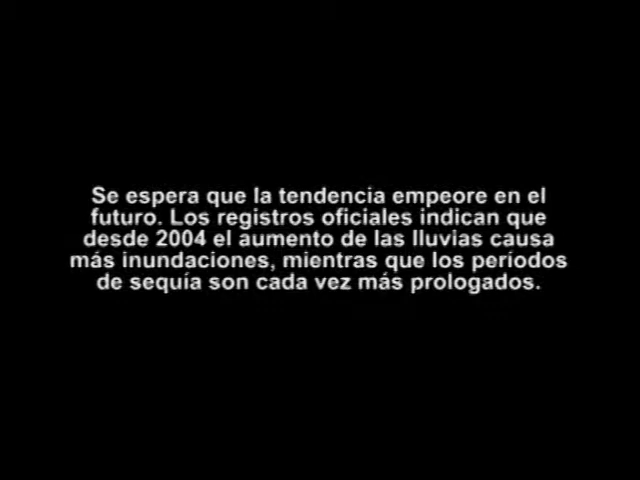 Se espera que la tendencia empeore en el
futuro. Los registros oficiales indican que
desde 2004 el aumento de las lluvias causa
más inundaciones, mientras que los períodos
de sequía son cada vez más prologados.